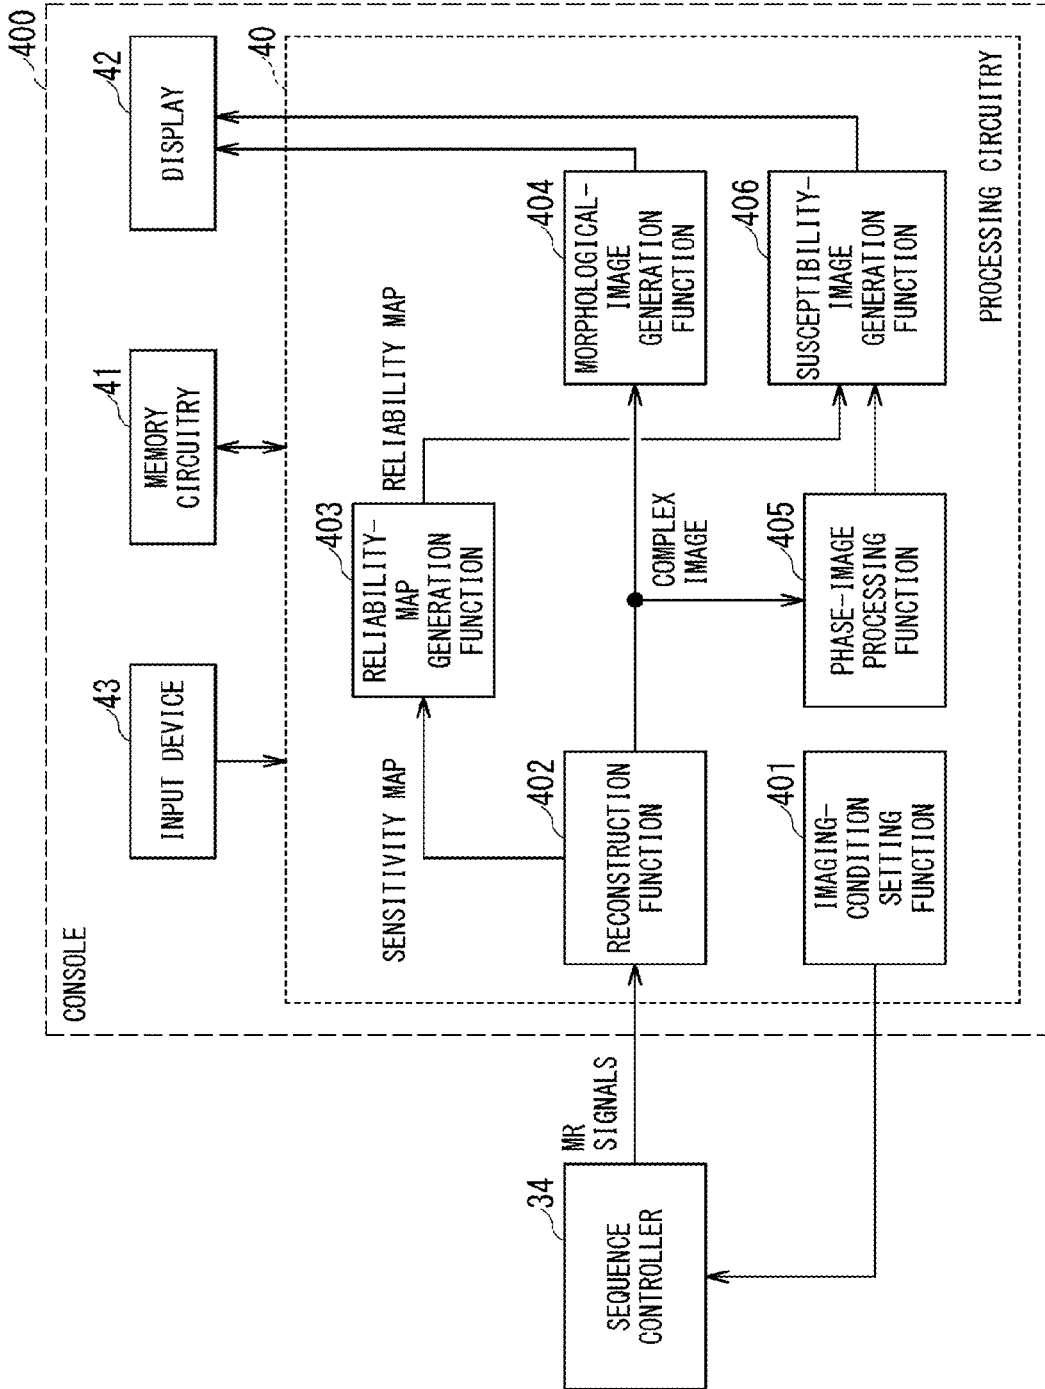 400
CONSOLE
43
INPUT DEVICE
41
MEMORY
CIRCUITRY
42
DISPLAY
40
SENSITIVITY MAP
403
RELIABILITY-
MAP
GENERATION
FUNCTION
RELIABILITY MAP
34
SEQUENCE
CONTROLLER
MR
SIGNALS
402
RECONSTRUCTION
FUNCTION
COMPLEX
IMAGE
404
MORPHOLOGICAL-
IMAGE
GENERATION
FUNCTION
401
IMAGING-
CONDITION
SETTING
FUNCTION
405
PHASE-IMAGE
PROCESSING
FUNCTION
406
SUSCEPTIBILITY-
IMAGE
GENERATION
FUNCTION
PROCESSING CIRCUITRY